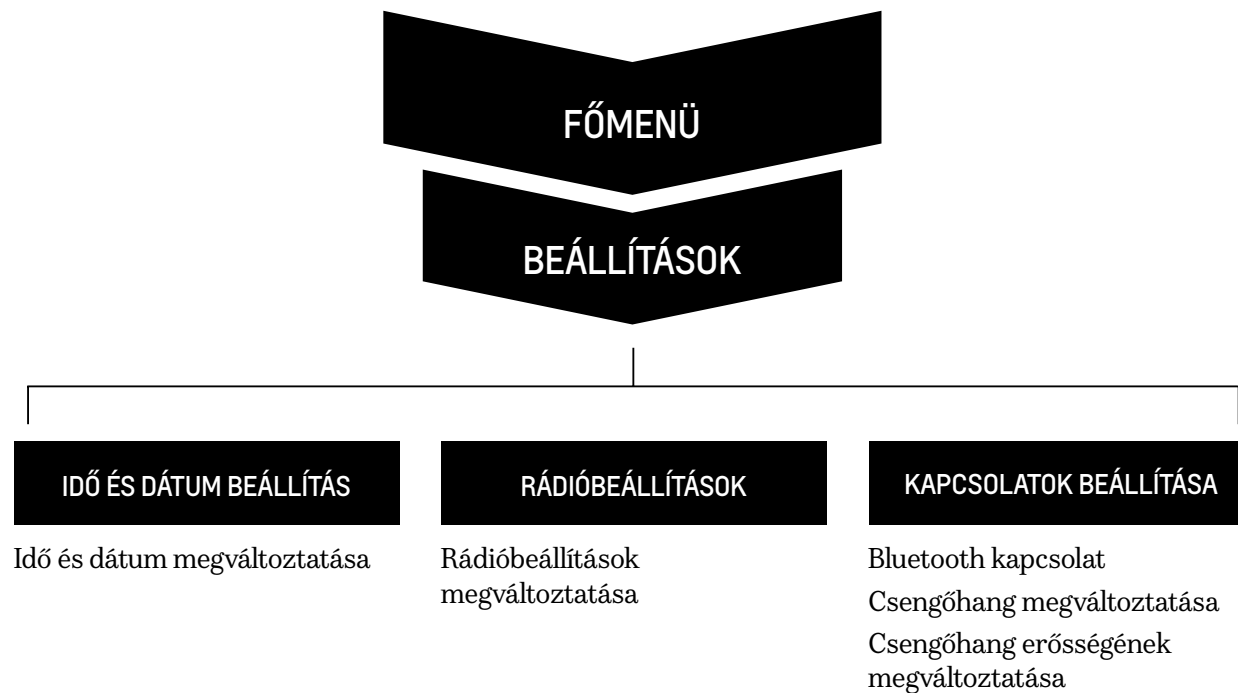 FŐMENÜ
BEÁLLÍTÁSOK
IDŐ ÉS DÁTUM BEÁLLÍTÁS
Idő és dátum megváltoztatása
RÁDIÓBEÁLLÍTÁSOK
Rádióbeállítások
megváltoztatása
KAPCSOLATOK BEÁLLÍTÁSA
Bluetooth kapcsolat
Csengőhang megváltoztatása
Csengőhang erősségének
megváltoztatása